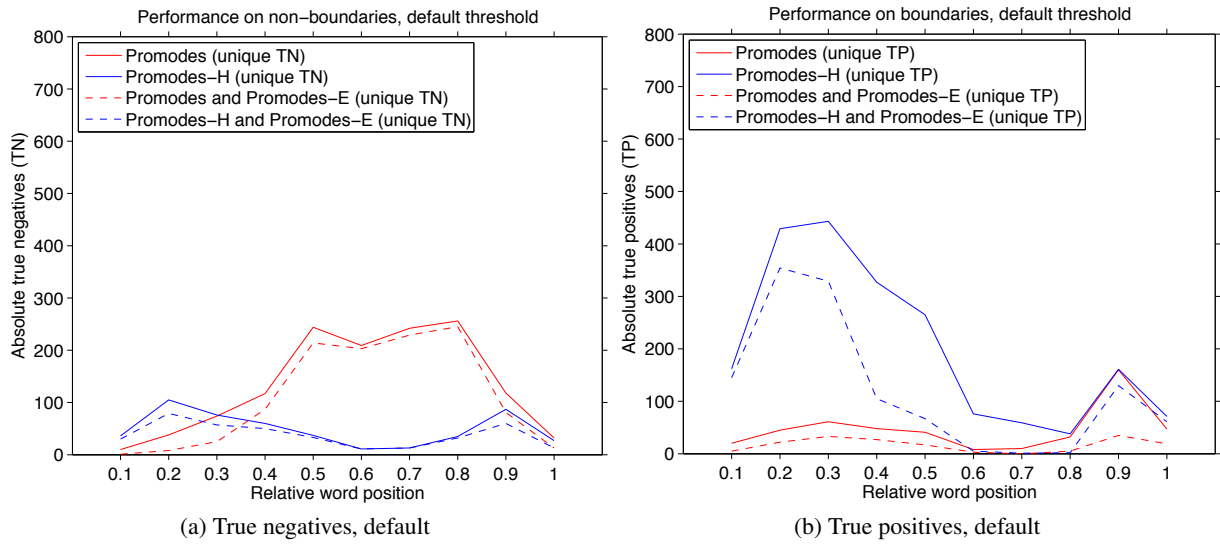 Performance on non−boundaries, default threshold
800
700
600
500
400
300
200
100
0
Absolute true negatives (TN)
Promodes (unique TN)
Promodes−H (unique TN)
Promodes and Promodes−E (unique TN)
Promodes−H and Promodes−E (unique TN)
0.1 0.2 0.3 0.4 0.5 0.6 0.7 0.8 0.9 1
Relative word position
(a) True negatives, default
Performance on boundaries, default threshold
800
700
600
500
400
300
200
100
0
Absolute true positives (TP)
Promodes (unique TP)
Promodes−H (unique TP)
Promodes and Promodes−E (unique TP)
Promodes−H and Promodes−E (unique TP)
0.1 0.2 0.3 0.4 0.5 0.6 0.7 0.8 0.9 1
Relative word position
(b) True positives, default